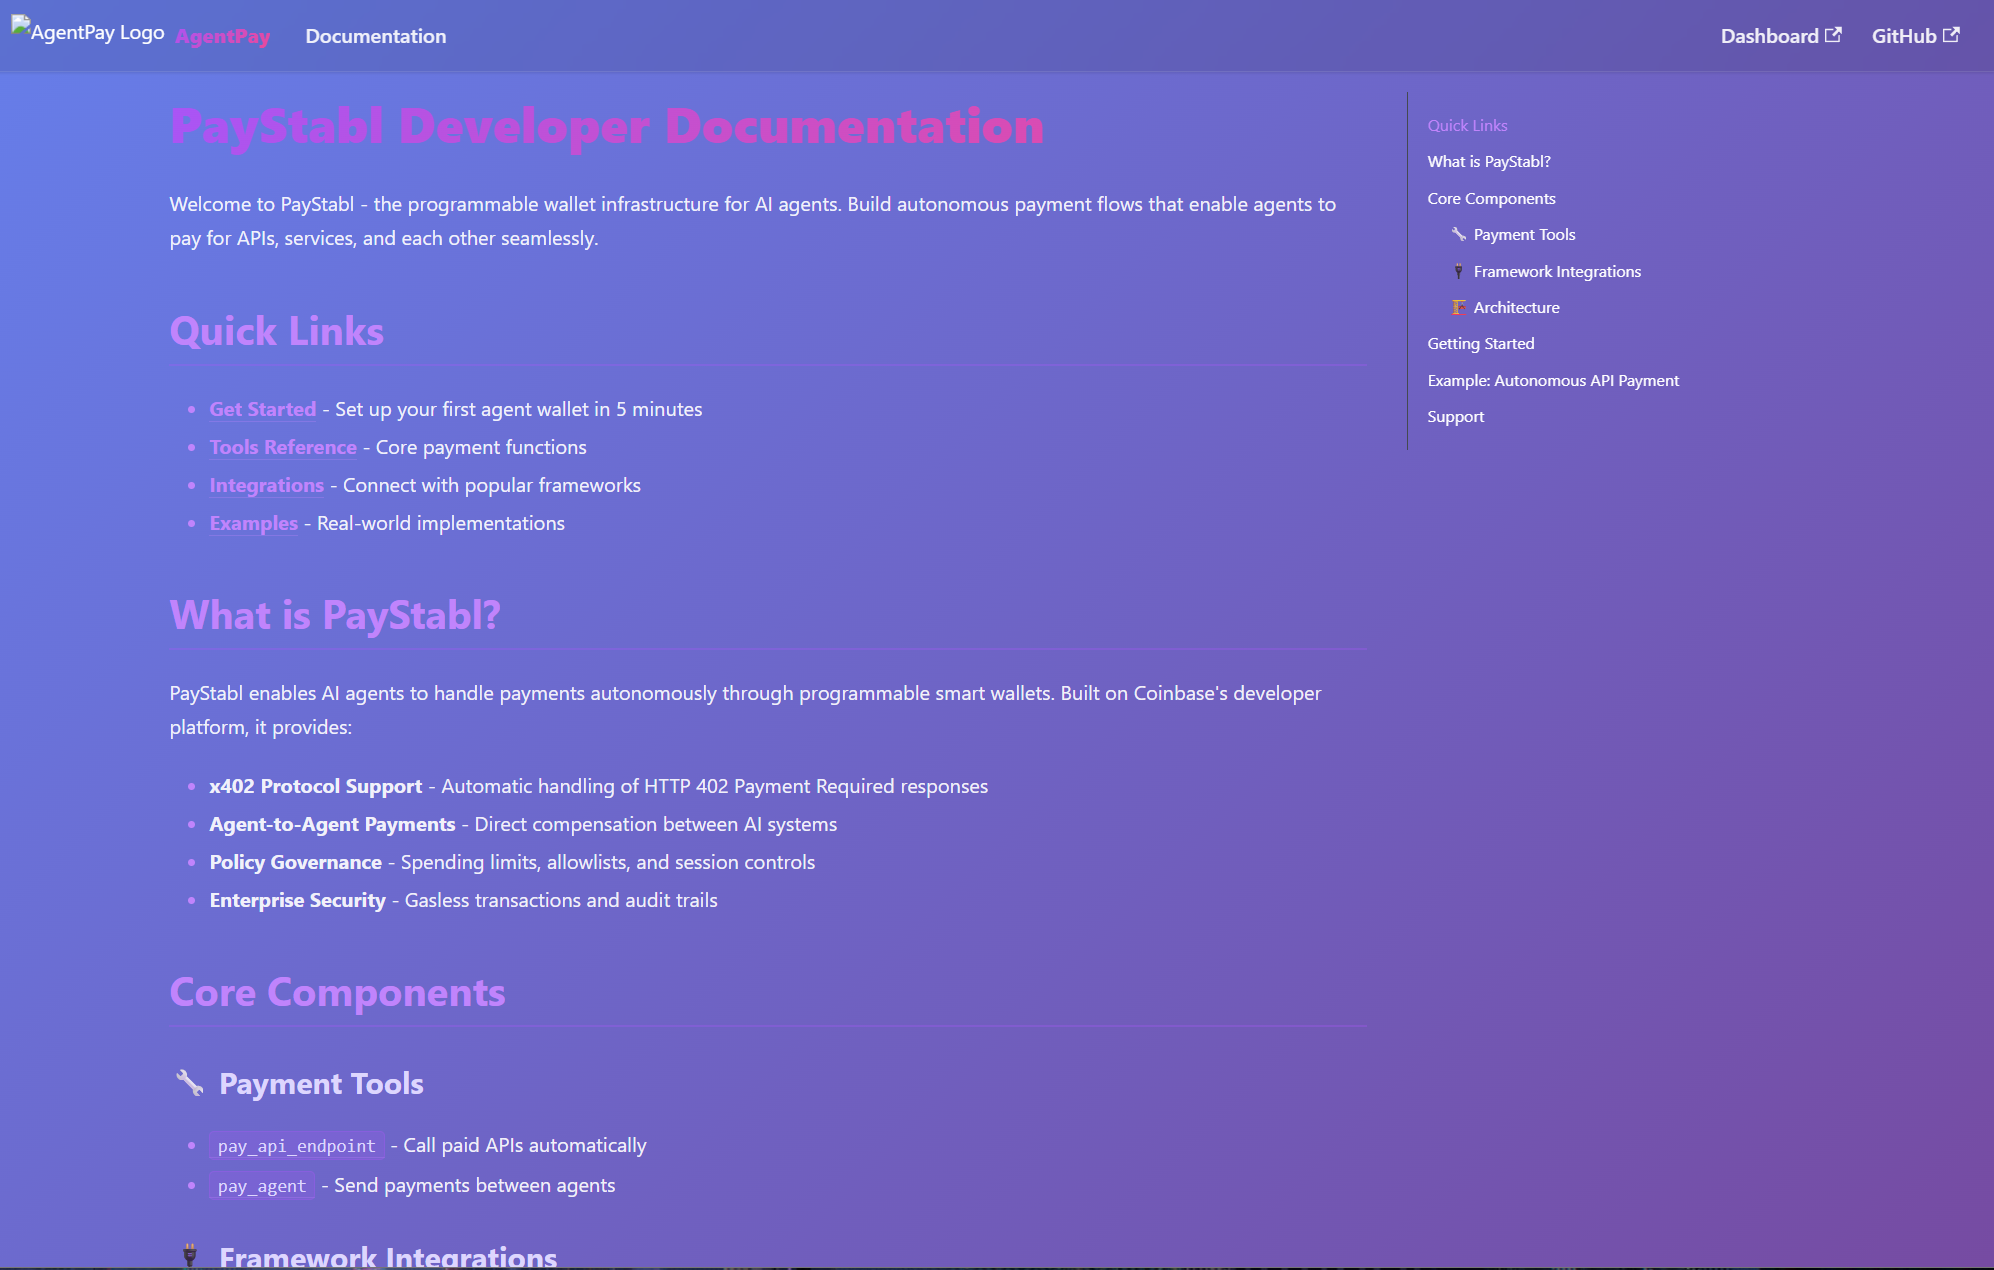 AgentPay Logo AgentPay Documentation Dashboard GitHub
PayStabl Developer Documentation
Welcome to PayStabl - the programmable wallet infrastructure for AI agents. Build autonomous payment flows that enable agents to
pay for APIs, services, and each other seamlessly.
Quick Links
Get Started - Set up your first agent wallet in 5 minutes
Tools Reference - Core payment functions
Integrations - Connect with popular frameworks
Examples - Real-world implementations
What is PayStabl?
PayStabl enables AI agents to handle payments autonomously through programmable smart wallets. Built on Coinbase's developer
platform, it provides:
x402 Protocol Support - Automatic handling of HTTP 402 Payment Required responses
Agent-to-Agent Payments - Direct compensation between AI systems
Policy Governance - Spending limits, allowlists, and session controls
Enterprise Security - Gasless transactions and audit trails
Core Components
🔧 Payment Tools
pay_api_endpoint - Call paid APIs automatically
pay_agent - Send payments between agents
🔌 Framework Integrations
Quick Links
What is PayStabl?
Core Components
🔧 Payment Tools
🔌 Framework Integrations
🏗️ Architecture
Getting Started
Example: Autonomous API Payment
Support